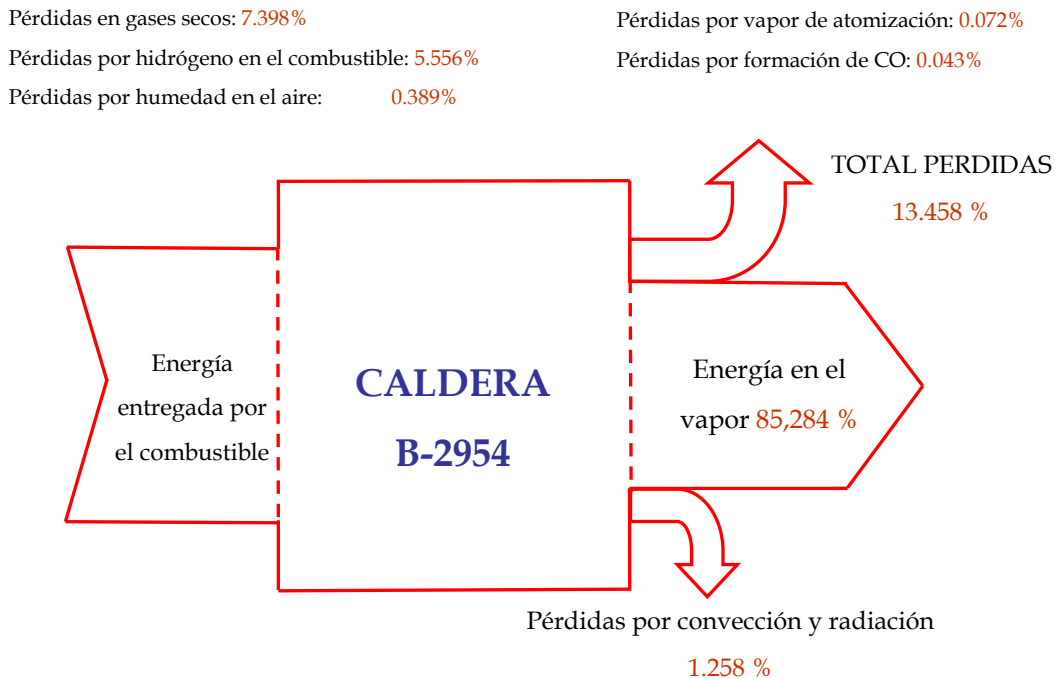 Pérdidas en gases secos: 7.398%
Pérdidas por hidrógeno en el combustible: 5.556%
Pérdidas por humedad en el aire: 0.389%
Pérdidas por vapor de atomización: 0.072%
Pérdidas por formación de CO: 0.043%
TOTAL PERDIDAS
13.458 %
Energía
entregada por
el combustible
CALDERA
B-2954
Energía en el
vapor 85,284 %
Pérdidas por convección y radiación
1.258 %